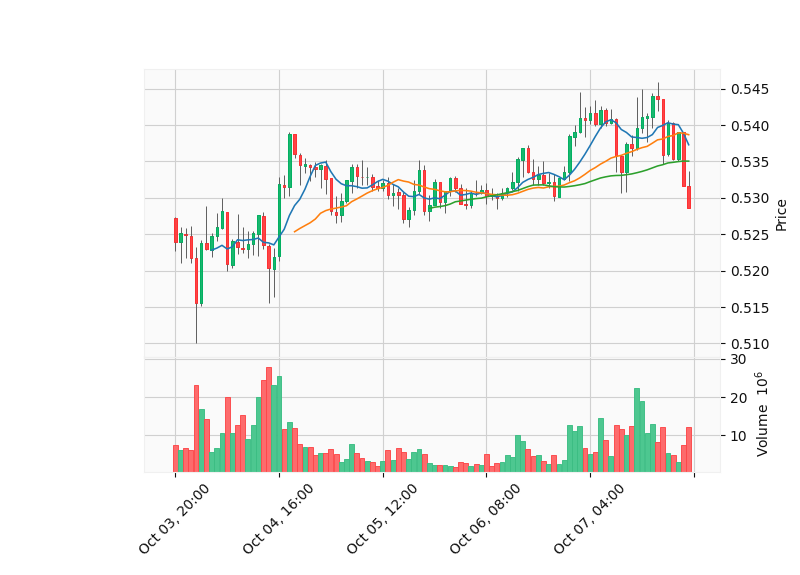 0.545
0.540
0.535
0.530
0.525
0.520
0.515
0.510
Price
30
20
10
Volume 10^6
Oct 03, 20:00
Oct 04, 16:00
Oct 05, 12:00
Oct 06, 08:00
Oct 07, 04:00